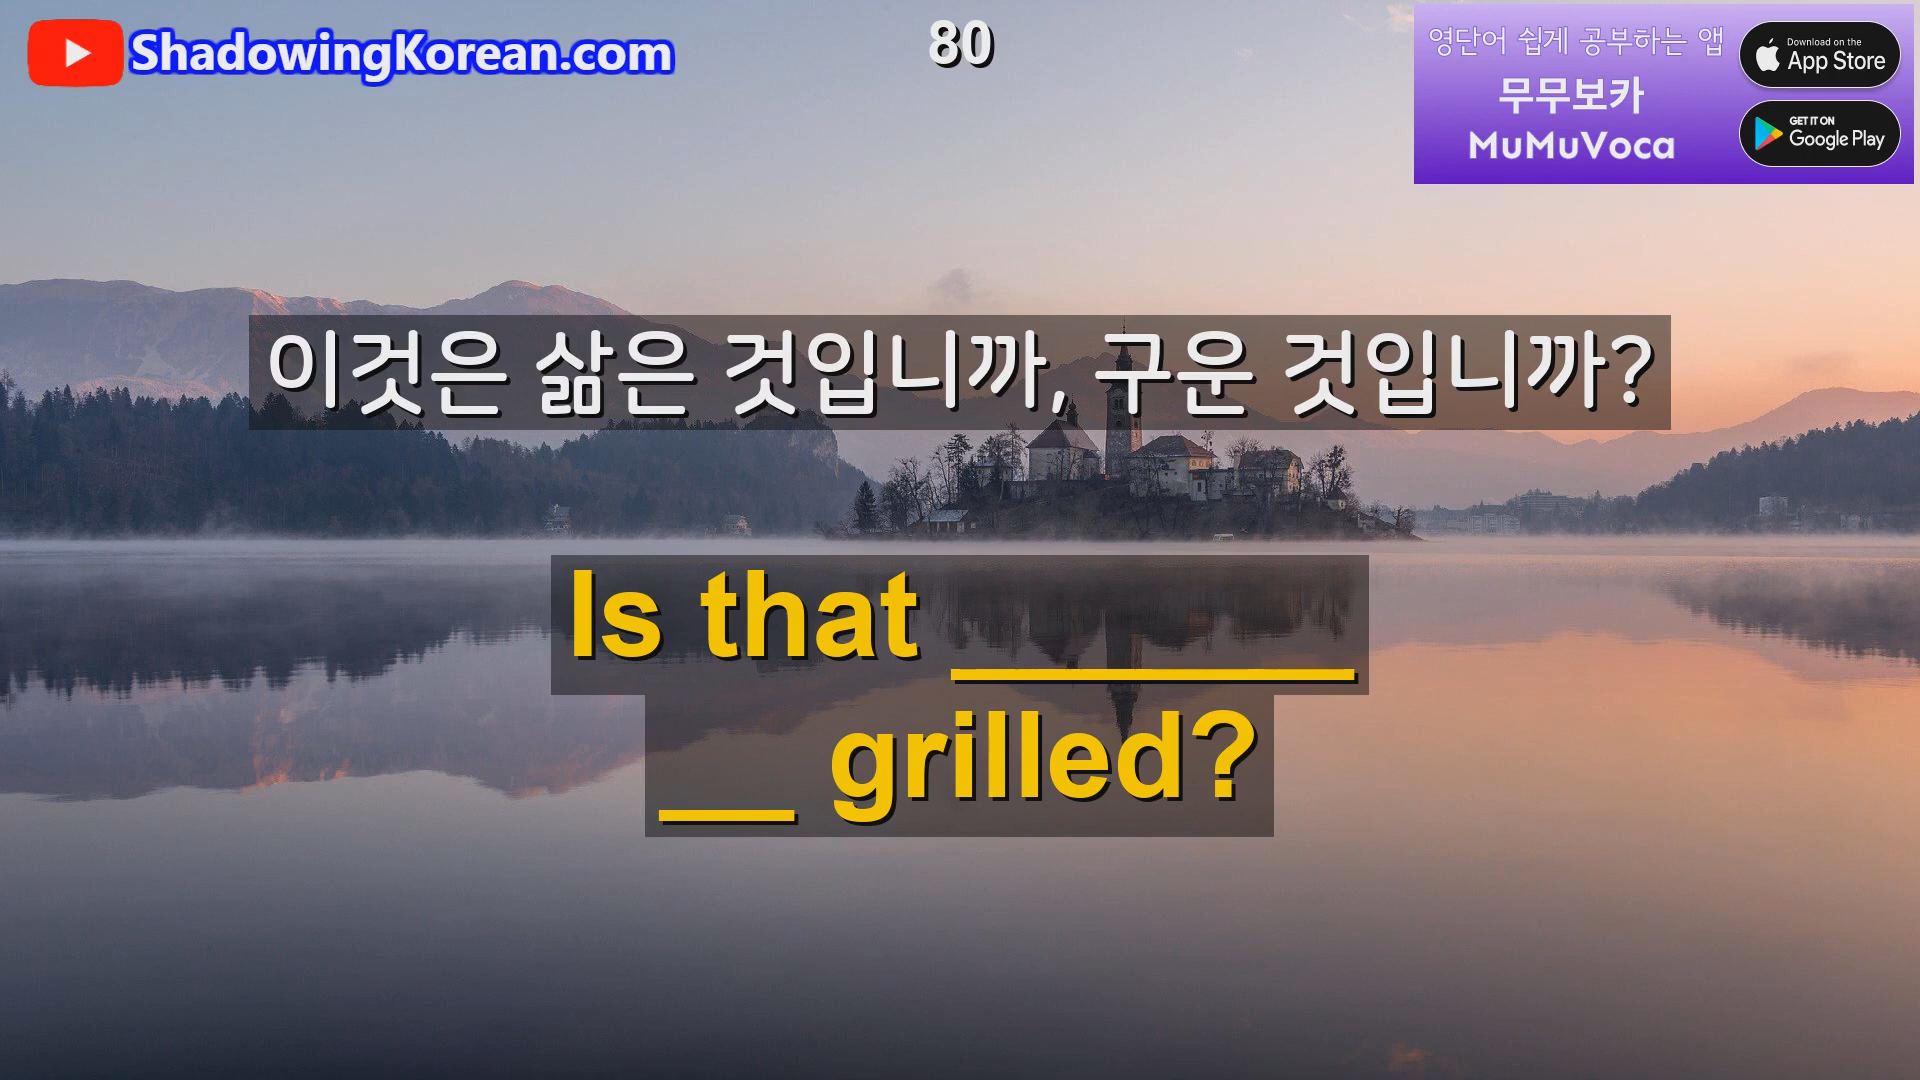 ShadowingKorean.com
80
영단어 쉽게 공부하는 앱
무무보카
MuMuVoca
Download on the
App Store
GET IT ON
Google Play
이것은 삶은 것입니까, 구운 것입니까?
Is that ______
__ grilled?